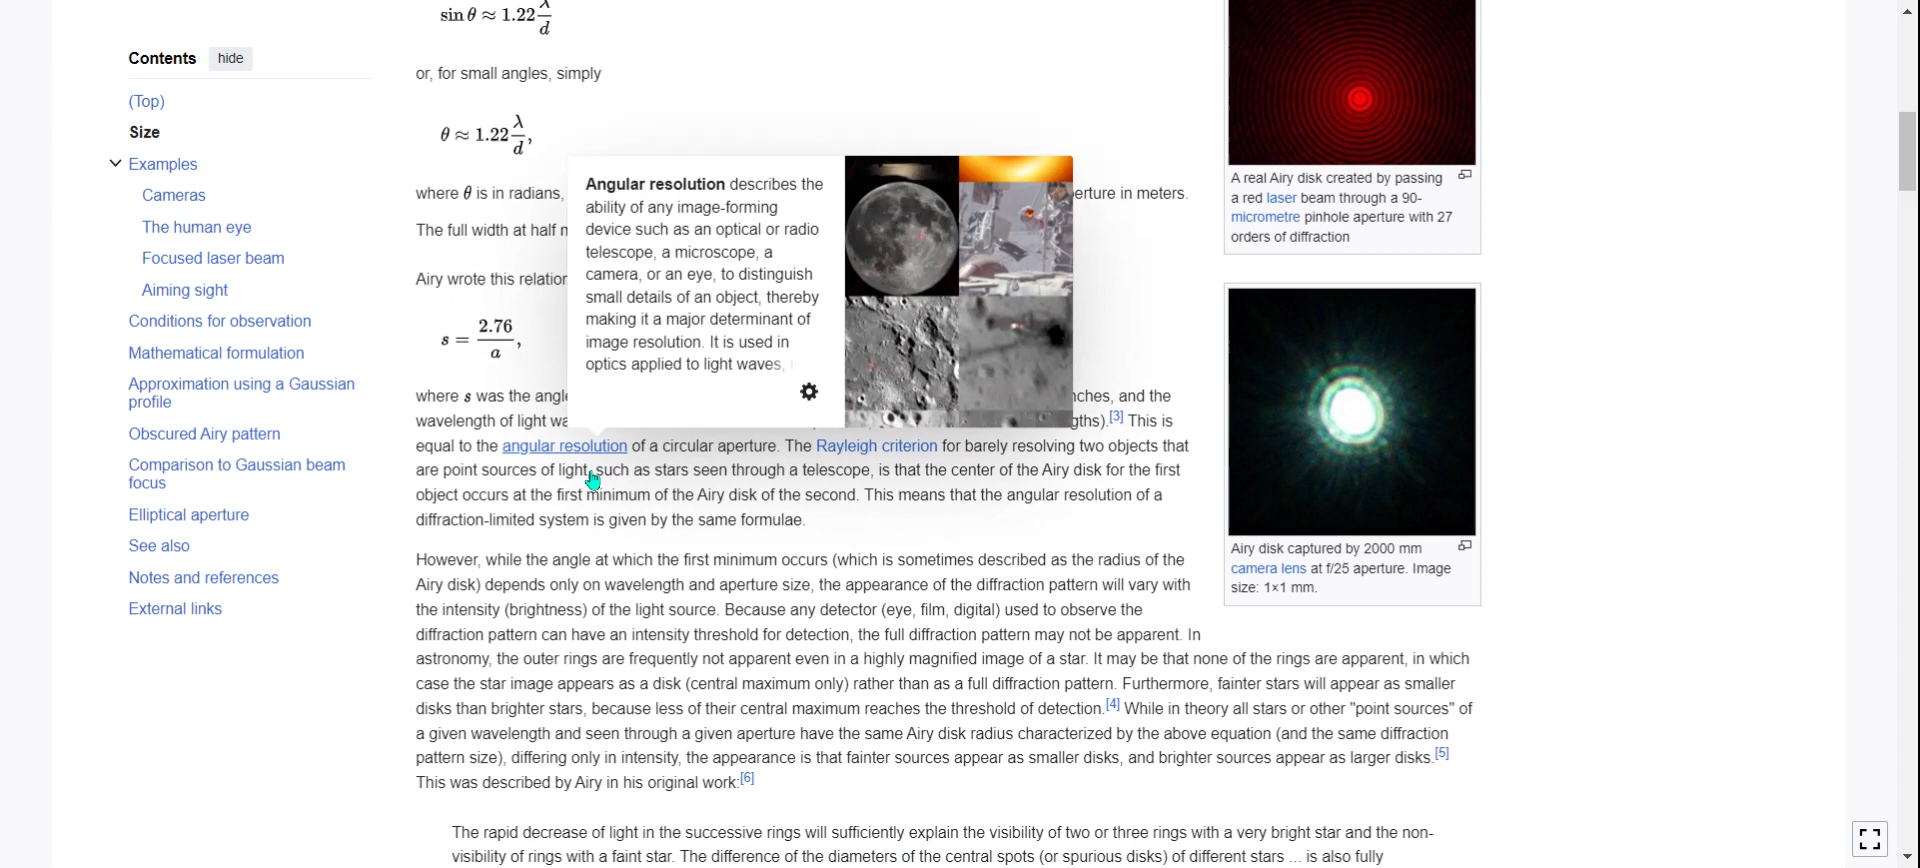 sin θ ≈ 1.22 λ/d
Contents hide
(Top)
Size
Examples
Cameras
The human eye
Focused laser beam
Aiming sight
Conditions for observation
Mathematical formulation
Approximation using a Gaussian
profile
Obscured Airy pattern
Comparison to Gaussian beam
focus
Elliptical aperture
See also
Notes and references
External links
or, for small angles, simply
θ ≈ 1.22 λ/d,
where θ is in radians, erture in meters.
The full width at half
Airy wrote this relation
s = 2.76/a,
where s was the angle nches, and the
wavelength of light gths).[3] This is
equal to the angular resolution of a circular aperture. The Rayleigh criterion for barely resolving two objects that
are point sources of light, such as stars seen through a telescope, is that the center of the Airy disk for the first
object occurs at the first minimum of the Airy disk of the second. This means that the angular resolution of a
diffraction-limited system is given by the same formulae.
Angular resolution describes the
ability of any image-forming
device such as an optical or radio
telescope, a microscope, a
camera, or an eye, to distinguish
small details of an object, thereby
making it a major determinant of
image resolution. It is used in
optics applied to light waves,
However, while the angle at which the first minimum occurs (which is sometimes described as the radius of the
Airy disk) depends only on wavelength and aperture size, the appearance of the diffraction pattern will vary with
the intensity (brightness) of the light source. Because any detector (eye, film, digital) used to observe the
diffraction pattern can have an intensity threshold for detection, the full diffraction pattern may not be apparent. In
astronomy, the outer rings are frequently not apparent even in a highly magnified image of a star. It may be that none of the rings are apparent, in which
case the star image appears as a disk (central maximum only) rather than as a full diffraction pattern. Furthermore, fainter stars will appear as smaller
disks than brighter stars, because less of their central maximum reaches the threshold of detection.[4] While in theory all stars or other "point sources" of
a given wavelength and seen through a given aperture have the same Airy disk radius characterized by the above equation (and the same diffraction
pattern size), differing only in intensity, the appearance is that fainter sources appear as smaller disks, and brighter sources appear as larger disks.[5]
This was described by Airy in his original work:[6]
The rapid decrease of light in the successive rings will sufficiently explain the visibility of two or three rings with a very bright star and the non-
visibility of rings with a faint star. The difference of the diameters of the central spots (or spurious disks) of different stars ... is also fully
A real Airy disk created by passing
a red laser beam through a 90-
micrometre pinhole aperture with 27
orders of diffraction
Airy disk captured by 2000 mm
camera lens at f/25 aperture. Image
size: 1×1 mm.